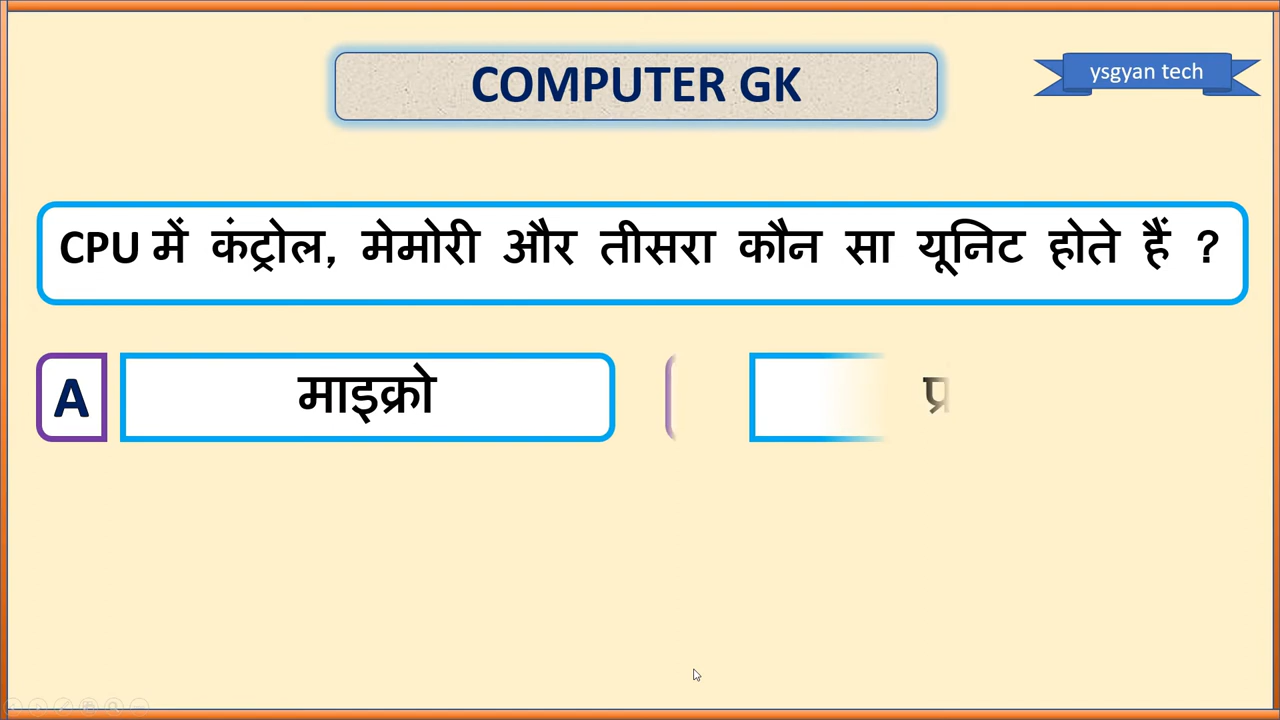 COMPUTER GK
ysgyan tech
CPU में कंट्रोल, मेमोरी और तीसरा कौन सा यूनिट होते हैं ?
A माइक्रो